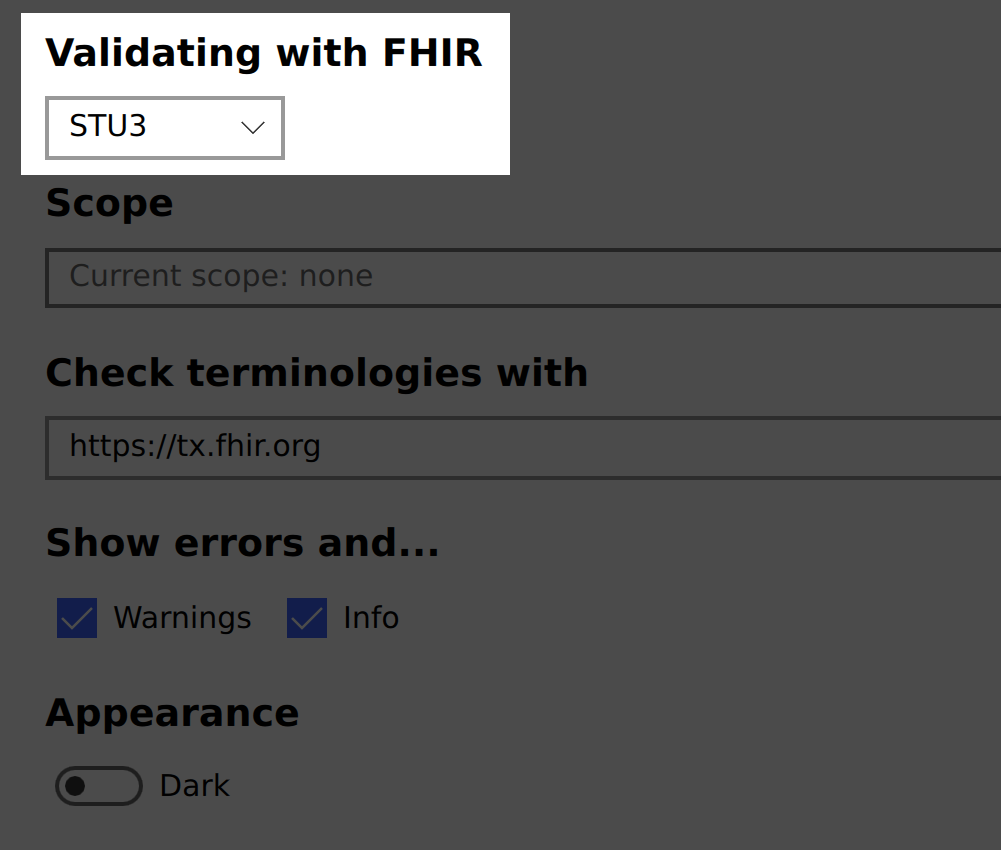 Validating with FHIR
STU3
Scope
Current scope: none
Check terminologies with
https://tx.fhir.org
Show errors and...
Warnings Info
Appearance
Dark